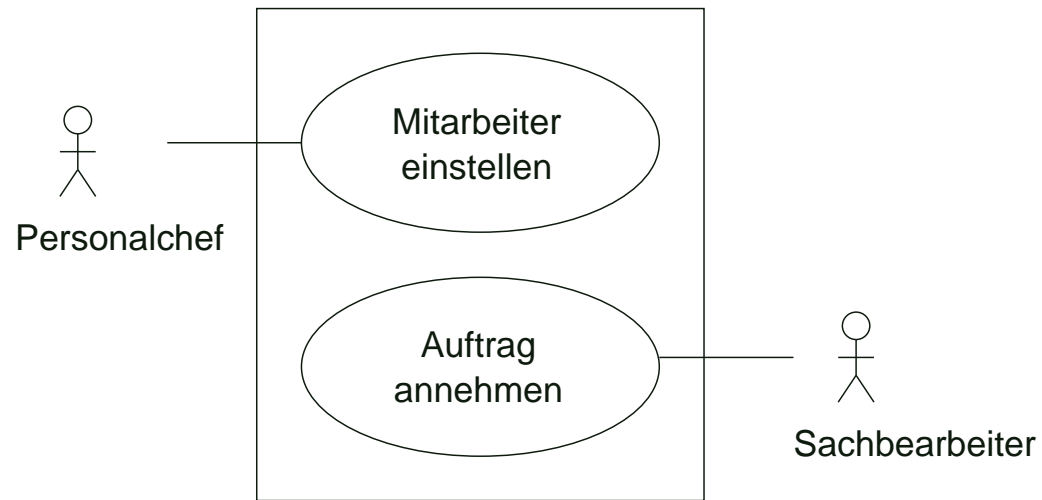 Mitarbeiter
einstellen
Personalchef
Auftrag
annehmen
Sachbearbeiter